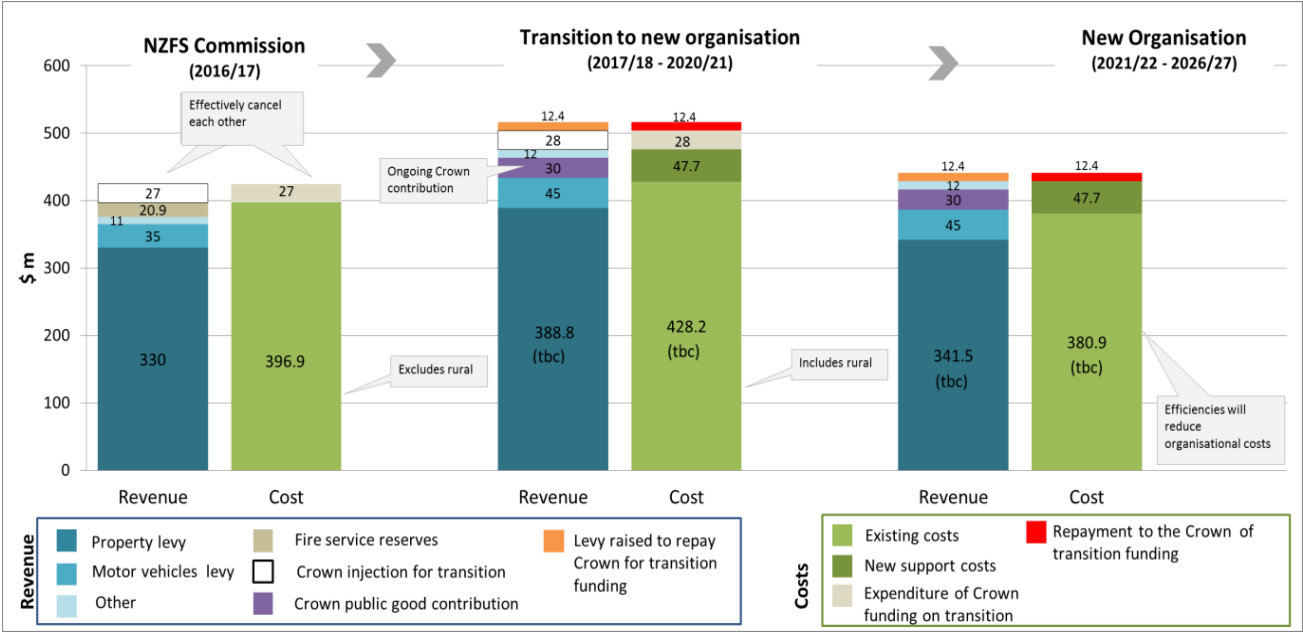 NZFS Commission
(2016/17)
Transition to new organisation
(2017/18 - 2020/21)
New Organisation
(2021/22 - 2026/27)
$ m
600
500
400
300
200
100
0
Effectively cancel
each other
27
20.9
11
35
330
27
396.9
Excludes rural
Ongoing Crown
contribution
12.4
28
12
30
45
388.8
(tbc)
12.4
28
47.7
428.2
(tbc)
Includes rural
12.4
12
30
45
341.5
(tbc)
12.4
47.7
380.9
(tbc)
Efficiencies will
reduce
organisational costs
Revenue
Cost
Revenue
Cost
Revenue
Cost
Revenue
Property levy
Motor vehicles levy
Other
Fire service reserves
Crown injection for transition
Crown public good contribution
Levy raised to repay
Crown for transition
funding
Costs
Existing costs
New support costs
Expenditure of Crown
funding on transition
Repayment to the Crown of
transition funding